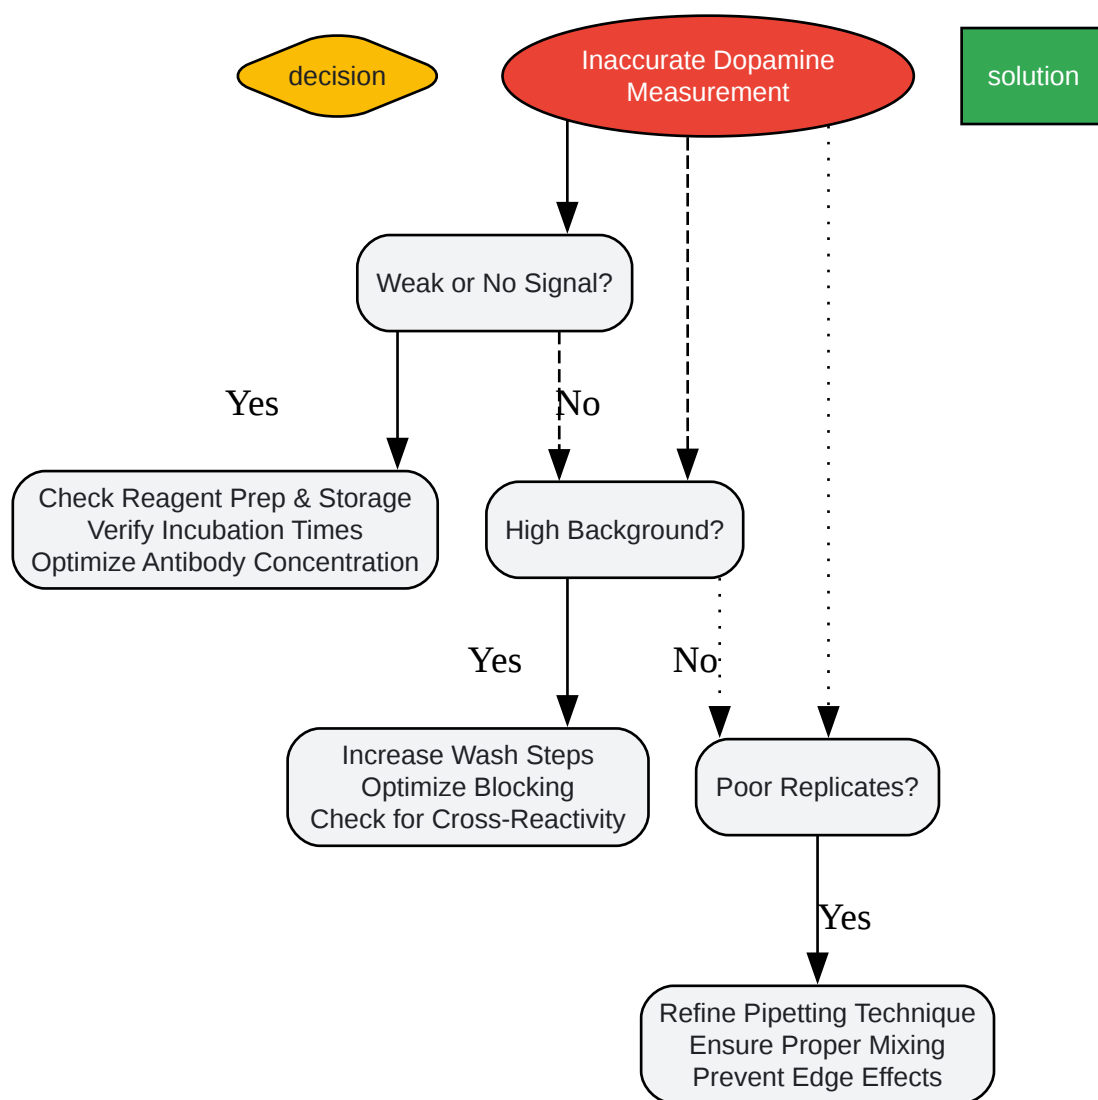 decision
Inaccurate Dopamine
Measurement
solution
Weak or No Signal?
Yes
No
Check Reagent Prep & Storage
Verify Incubation Times
Optimize Antibody Concentration
High Background?
Yes
No
Increase Wash Steps
Optimize Blocking
Check for Cross-Reactivity
Poor Replicates?
Yes
Refine Pipetting Technique
Ensure Proper Mixing
Prevent Edge Effects